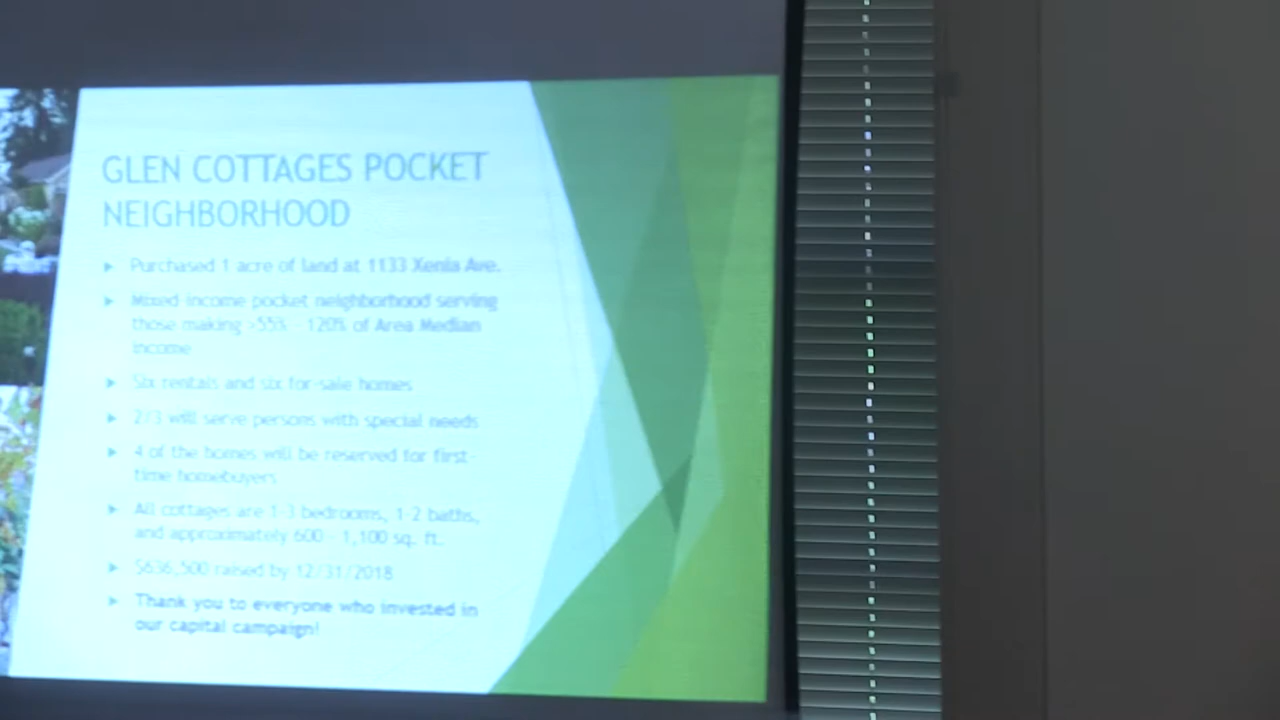 GLEN COTTAGES POCKET
NEIGHBORHOOD
Purchased 1 acre of land at 1133 Xenia Ave.
Mixed income pocket neighborhood serving
those making >55% - 120% of Area Median
Income
Six rentals and six for-sale homes
2/3 will serve persons with special needs
4 of the homes will be reserved for first-
time homebuyers
All cottages are 1-3 bedrooms, 1-2 baths,
and approximately 600 - 1,100 sq. ft.
$636,500 raised by 12/31/2018
Thank you to everyone who invested in
our capital campaign!